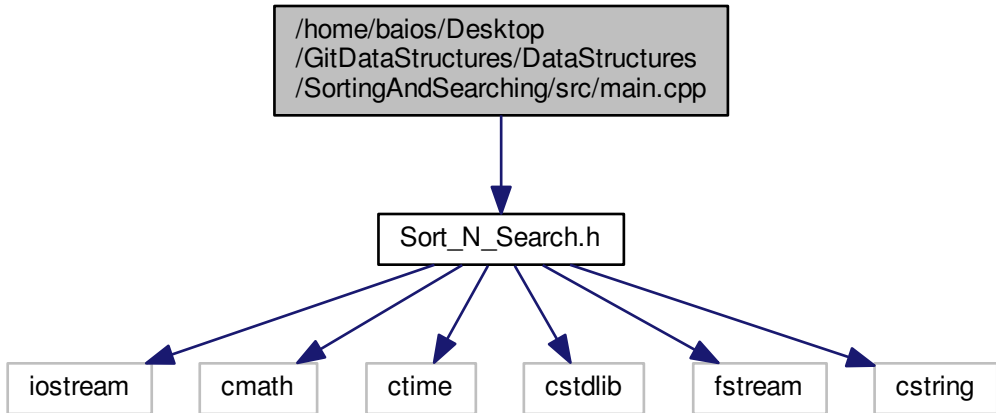 /home/baios/Desktop
/GitDataStructures/DataStructures
/SortingAndSearching/src/main.cpp
Sort_N_Search.h
iostream
cmath
ctime
cstdlib
fstream
cstring